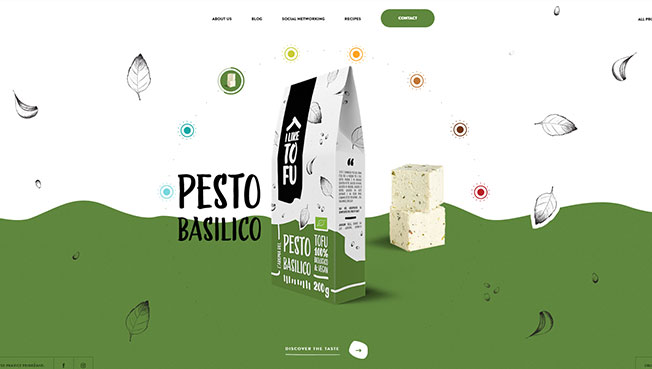 ABOUT US
BLOG
SOCIAL NETWORKING
RECIPES
CONTACT
ALL PR
I LIKE
TO
FU
PESTO
BASILICO
PESTO
BASILICO
TOFU
100%
BIOLOGICO
& VEGAN
200g
DISCOVER THE TASTE
f